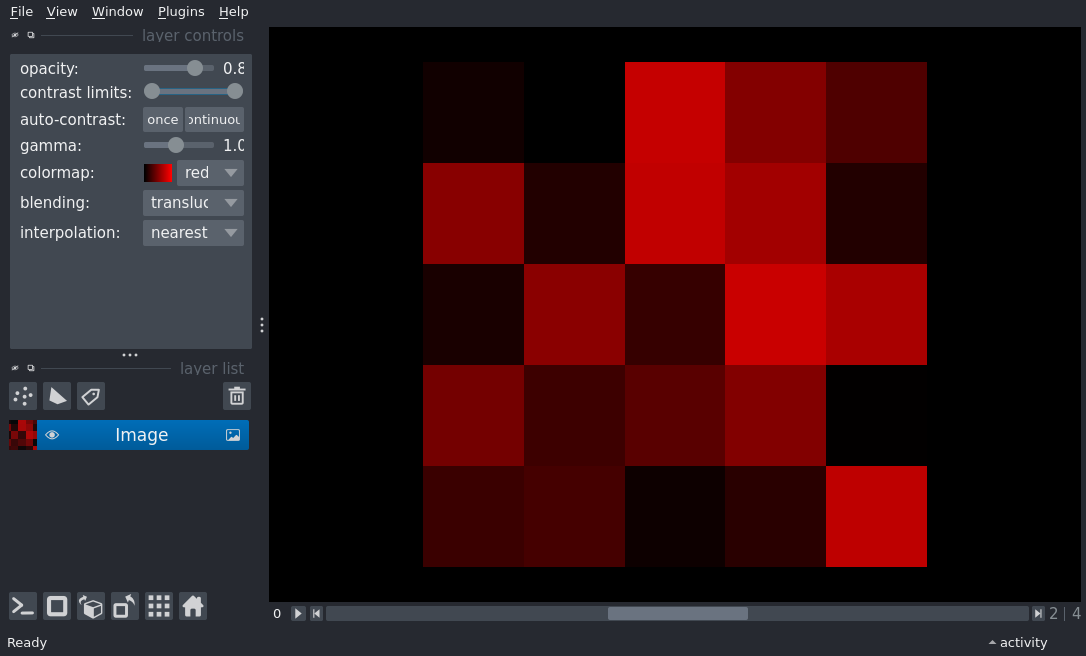 File View Window Plugins Help
layer controls
opacity: 0.8
contrast limits:
auto-contrast: once ontinuou
gamma: 1.0
colormap: red
blending: transluc
interpolation: nearest
layer list
Image
0 2 | 4
Ready activity